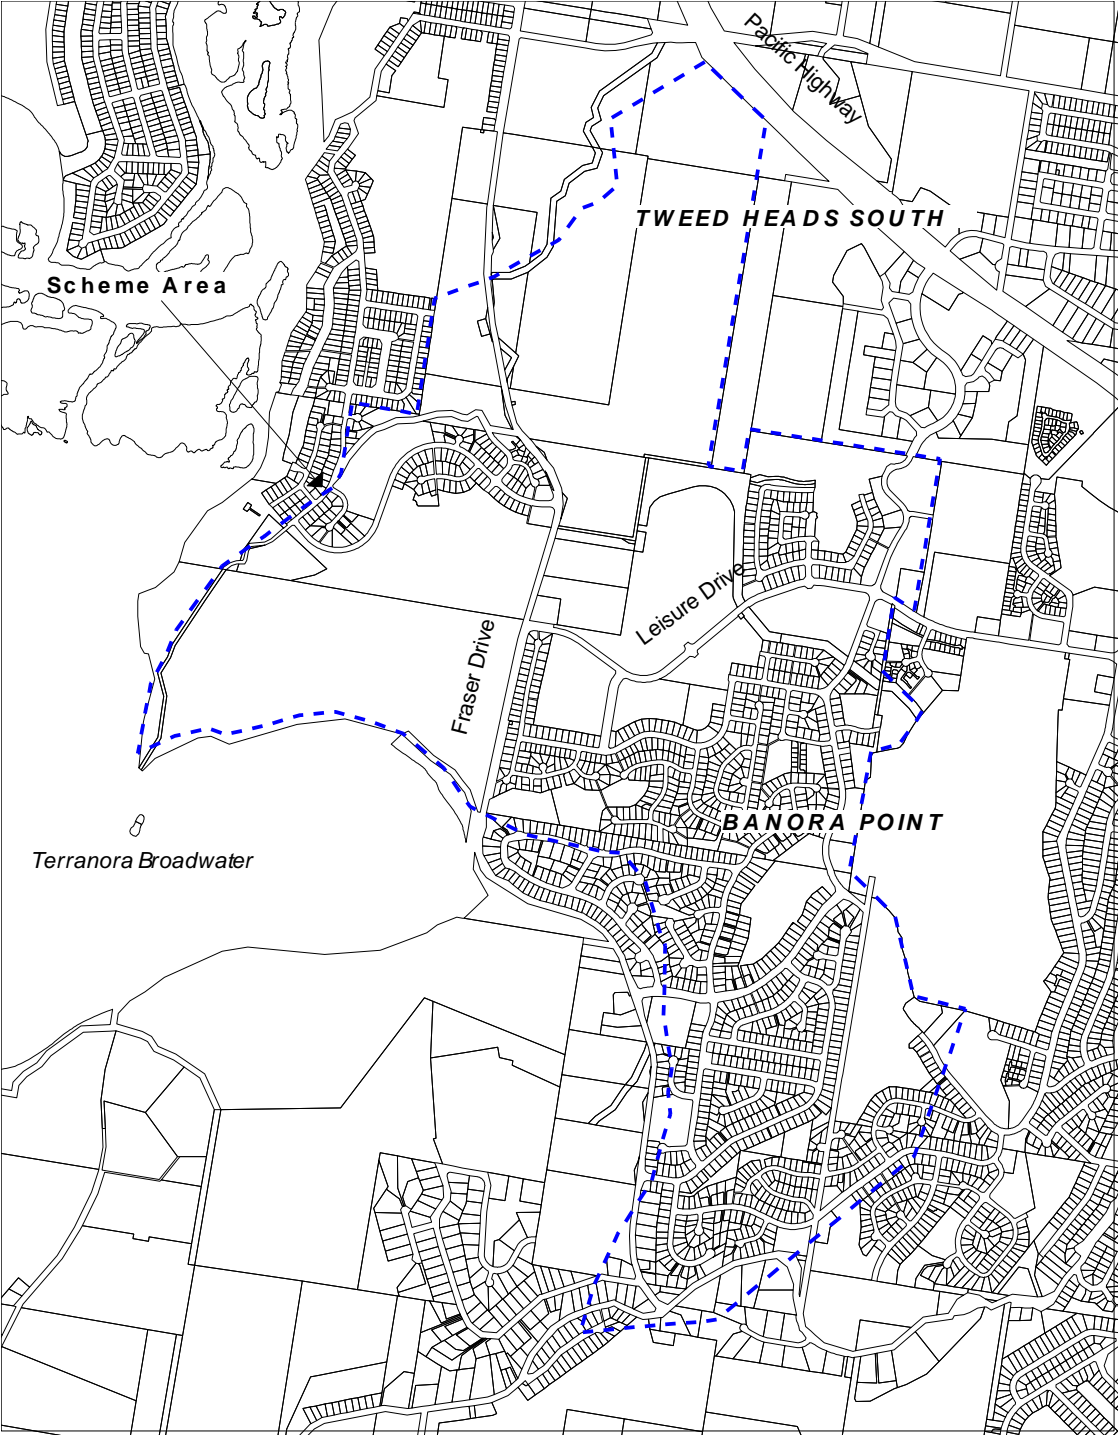 Pacific Highway
TWEED HEADS SOUTH
Scheme Area
Leisure Drive
Fraser Drive
BANORA POINT
Terranora Broadwater